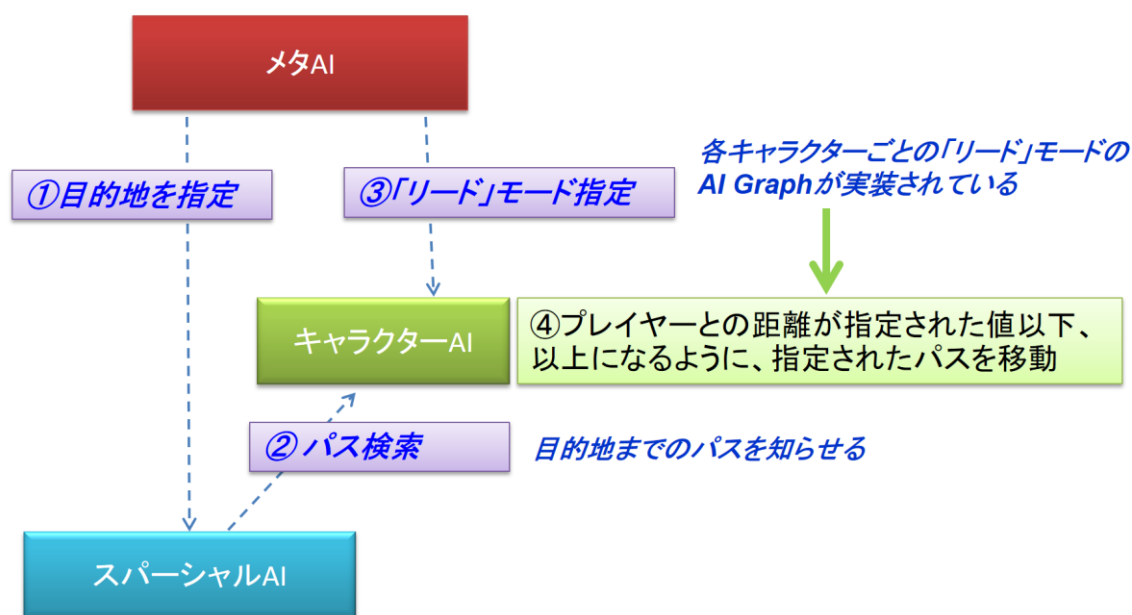 メタAI
①目的地を指定
③「リード」モード指定
各キャラクターごとの「リード」モードの
AI Graphが実装されている
キャラクターAI
④プレイヤーとの距離が指定された値以下、
以上になるように、指定されたパスを移動
② パス検索
目的地までのパスを知らせる
スパーシャルAI